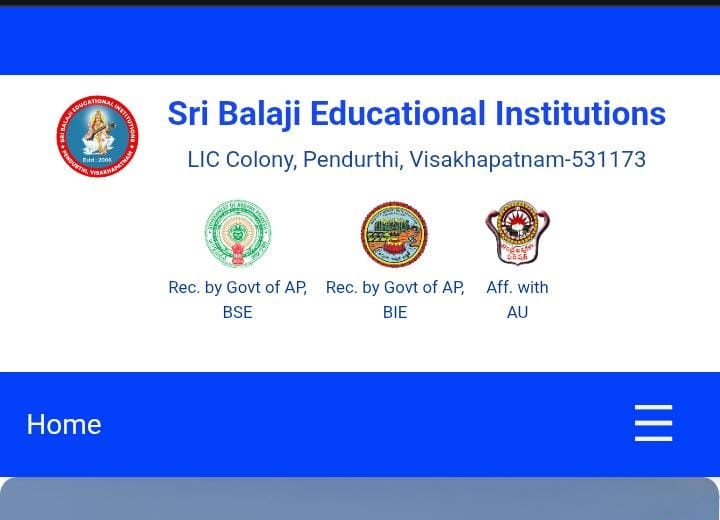 SRI BALAJI EDUCATIONAL INSTITUTIONS
Estd : 2006
PENDURTHI, VISAKHAPATNAM
Sri Balaji Educational Institutions
LIC Colony, Pendurthi, Visakhapatnam-531173
Rec. by Govt of AP, BSE
Rec. by Govt of AP, BIE
Aff. with AU
Home